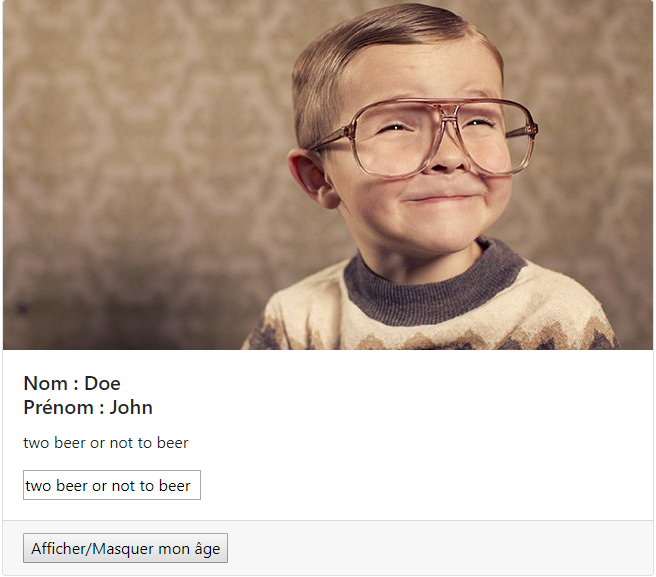 Nom : Doe
Prénom : John
two beer or not to beer
two beer or not to beer
Afficher/Masquer mon âge